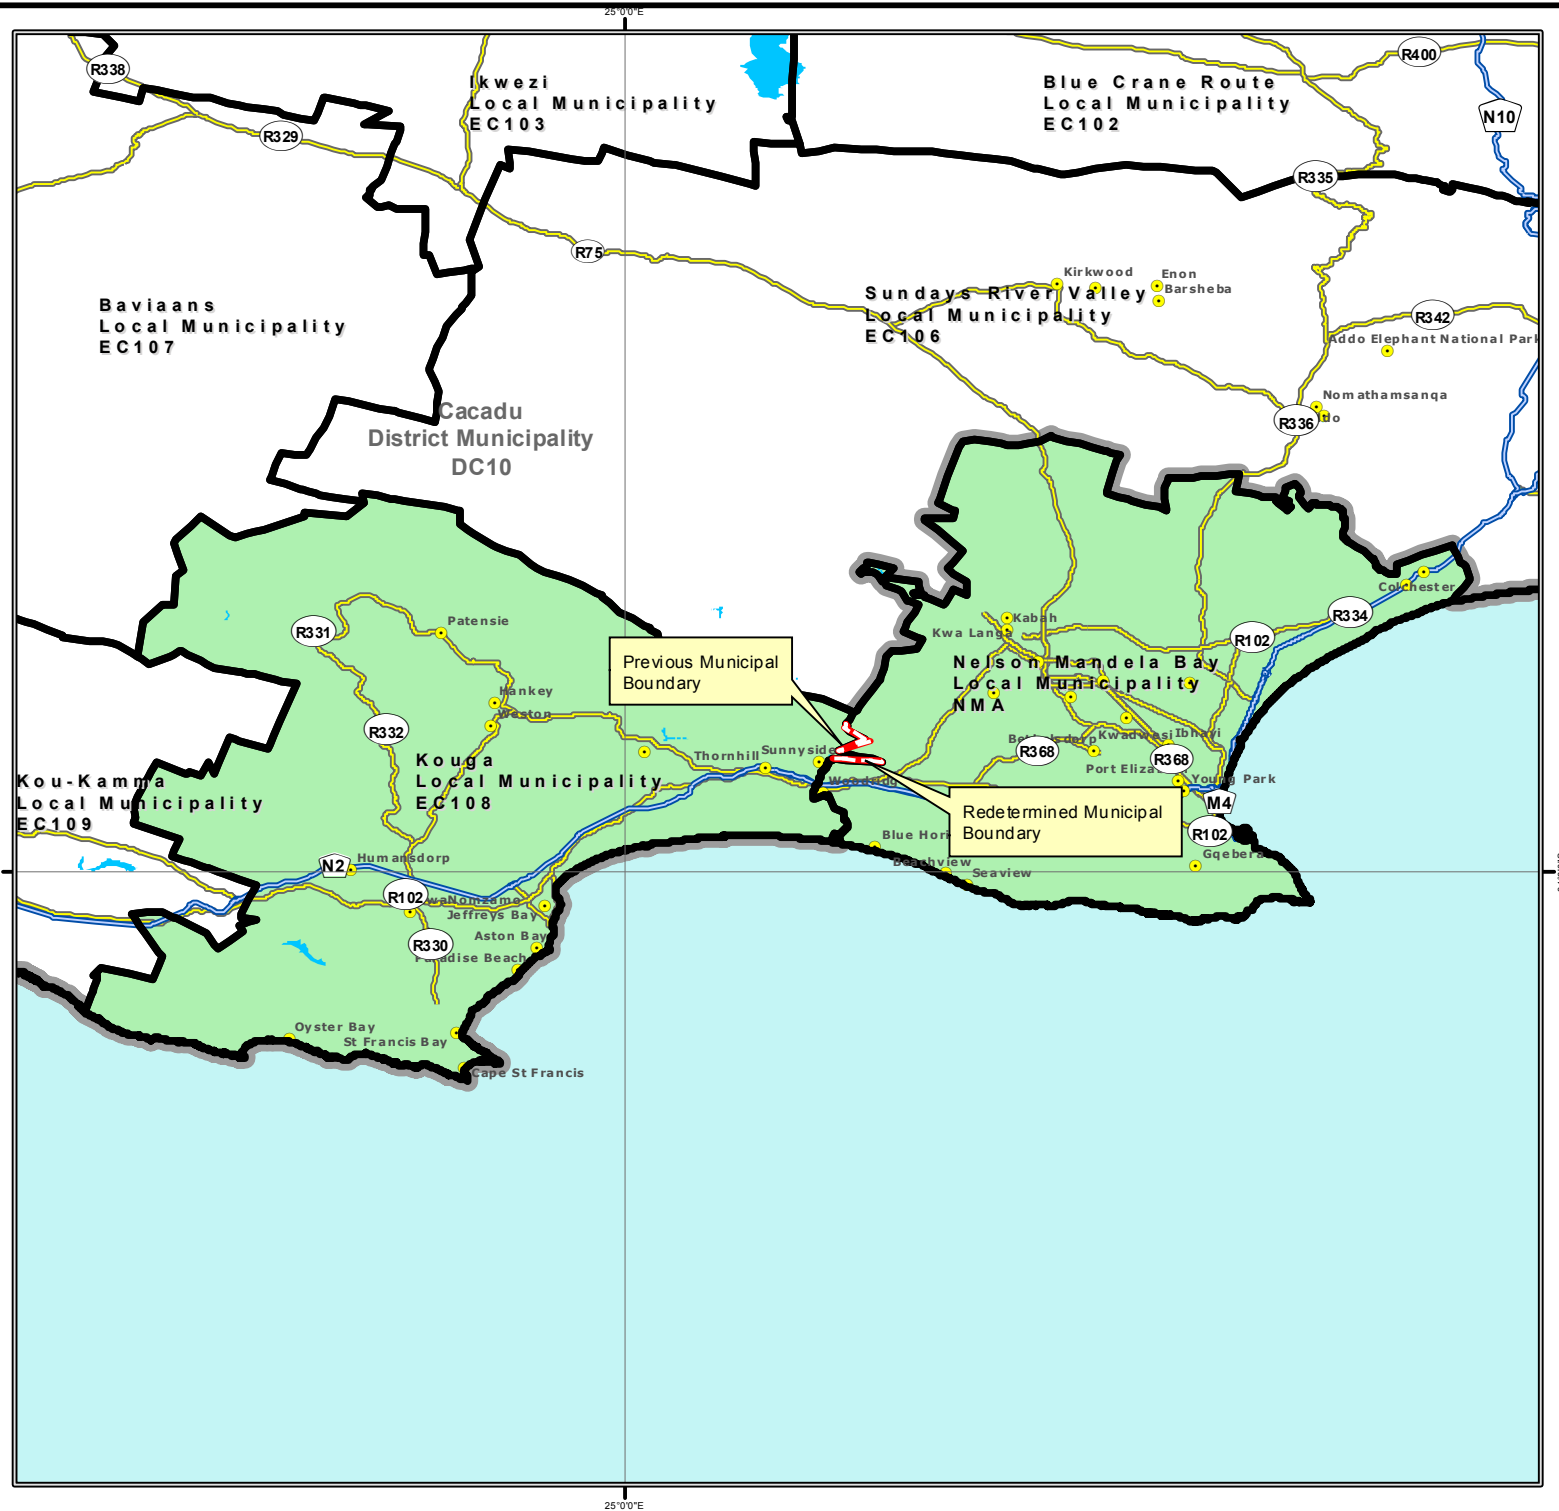 25°0'0"E
R338
R400
Ikwezi
Local Municipality
EC103
Blue Crane Route
Local Municipality
EC102
N10
R329
R335
R75
Kirkwood
Enon
Barsheba
Sundays River Valley
Local Municipality
EC106
Baviaans
Local Municipality
EC107
R342
Addo Elephant National Park
Nomathamsanqa
R336
Cacadu
District Municipality
DC10
Colchester
R334
R331
Patensie
Kabah
Kwa Langa
R102
Previous Municipal
Boundary
Nelson Mandela Bay
Local Municipality
NMA
Hankey
Weston
R332
Thornhill
Sunnyside
R368
Kwadwesi
Ibhayi
R368
Kouga
Local Municipality
EC108
Port Eliza
Young Park
Kou-Kamma
Local Municipality
EC109
M4
Redetermined Municipal
Boundary
R102
Blue Hori
Gqebera
Beachview
Seaview
N2
Humansdorp
R102
Nomzamo
Jeffreys Bay
R330
Aston Bay
Paradise Beach
Oyster Bay
St Francis Bay
Cape St Francis
25°0'0"E